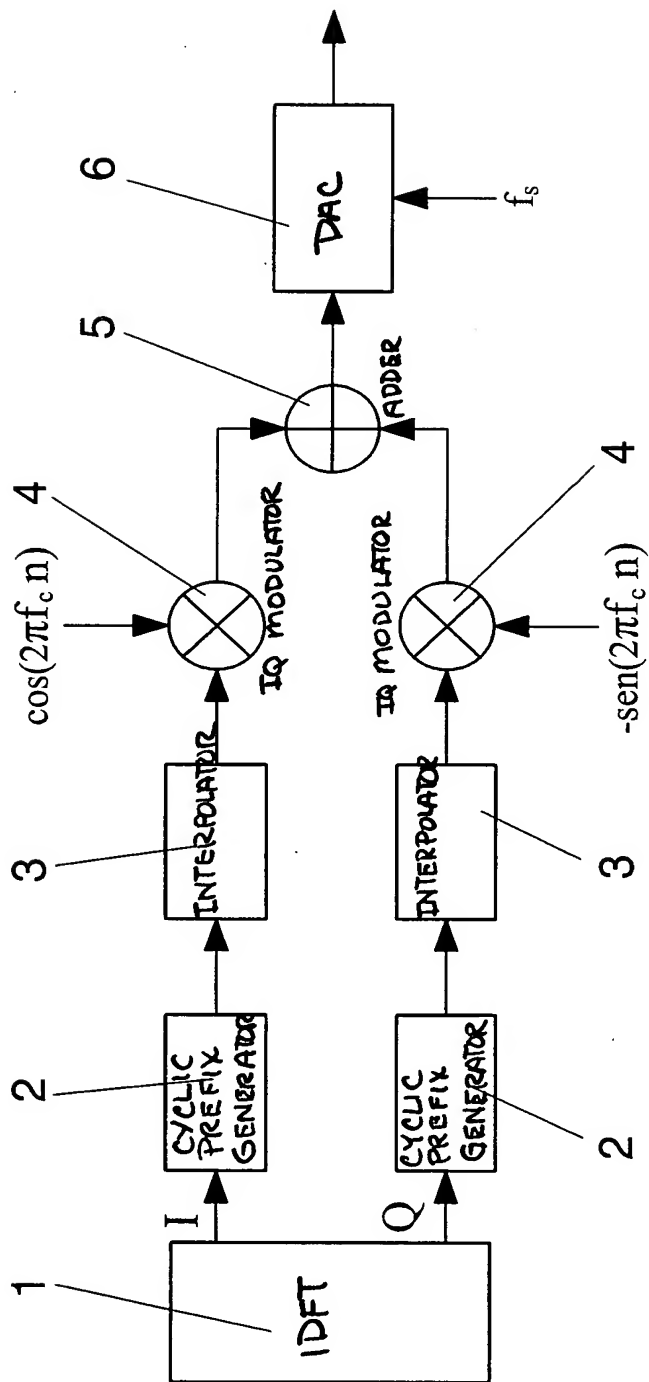 1
IDFT
I
Q
2
CYCLIC
PREFIX
GENERATOR
CYCLIC
PREFIX
GENERATOR
2
3
INTERPOLATOR
INTERPOLATOR
3
cos(2πf_c n)
4
IQ MODULATOR
IQ MODULATOR
4
-sen(2πf_c n)
5
ADDER
6
DAC
f_s